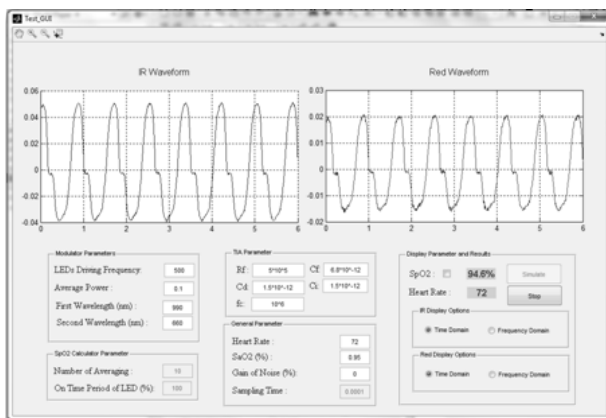 Test_GUI
IR Waveform
0.06
0.04
0.02
0
-0.02
-0.04
0 1 2 3 4 5 6
Red Waveform
0.03
0.02
0.01
0
-0.01
-0.02
0 1 2 3 4 5 6
Modulator Parameters
LEDs Driving Frequency: 500
Average Power : 0.1
First Wavelength (nm) : 990
Second Wavelength (nm) : 660
SpO2 Calculator Parameter
Number of Averaging : 10
On Time Period of LED (%): 100
TIA Parameter
Rf : 5*10^5 Cf: 6.8*10^-12
Cd : 1.5*10^-12 Ci: 1.5*10^-12
fc: 10^6
General Parameter
Heart Rate : 72
SaO2 (%) : 0.95
Gain of Noise (%): 0
Sampling Time : 0.0001
Display Parameter and Results
SpO2 : 94.6% Simulate
Heart Rate : 72 Stop
IR Display Options
Time Domain Frequency Domain
Red Display Options
Time Domain Frequency Domain